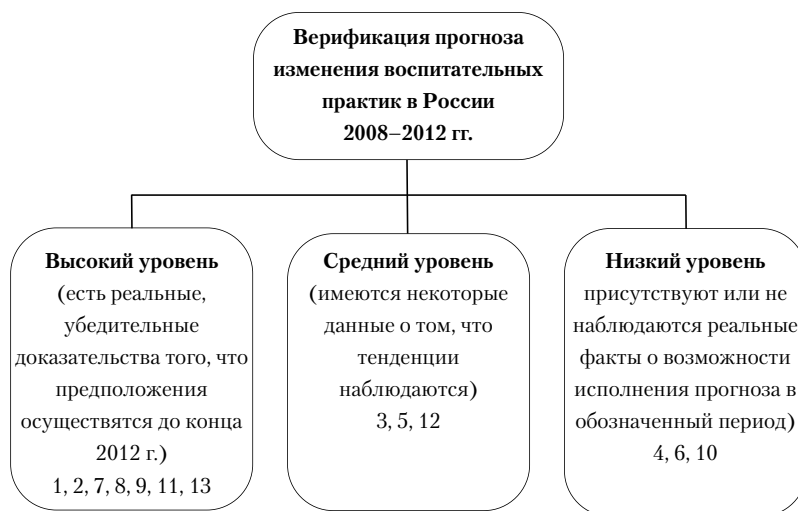 Верификация прогноза
изменения воспитательных
практик в России
2008–2012 гг.
Высокий уровень
(есть реальные,
убедительные
доказательства того, что
предположения
осуществятся до конца
2012 г.)
1, 2, 7, 8, 9, 11, 13
Средний уровень
(имеются некоторые
данные о том, что
тенденции
наблюдаются)
3, 5, 12
Низкий уровень
присутствуют или не
наблюдаются реальные
факты о возможности
исполнения прогноза в
обозначенный период)
4, 6, 10